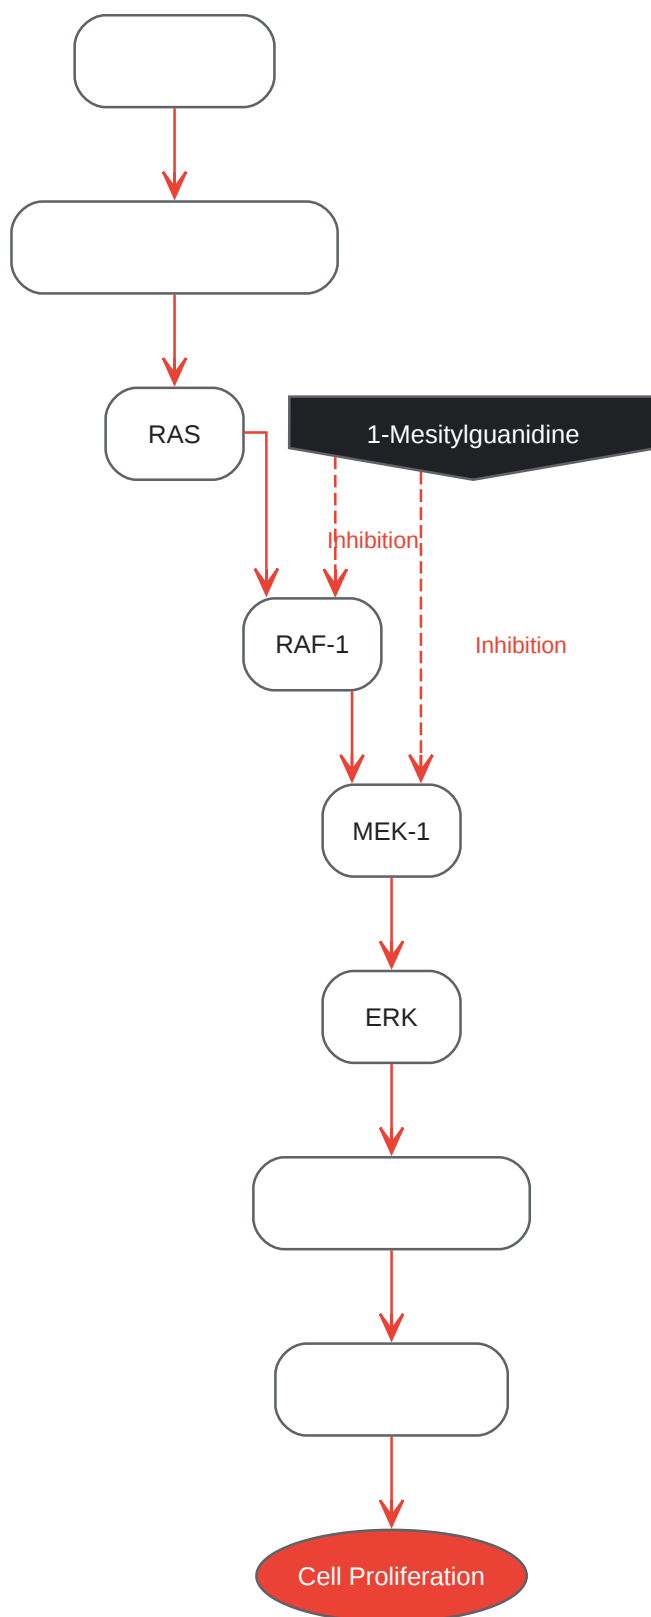 RAS
1-Mesitylguanidine
Inhibition
RAF-1
Inhibition
MEK-1
ERK
Cell Proliferation